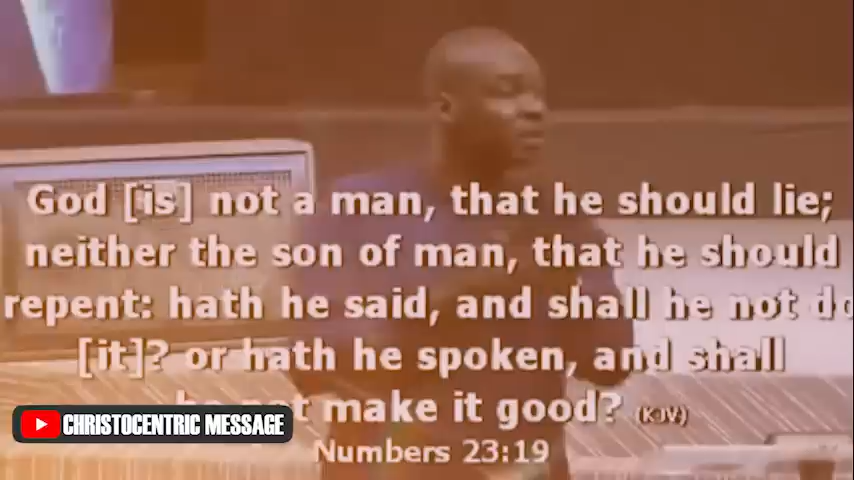 God [is] not a man, that he should lie;
neither the son of man, that he should
repent: hath he said, and shall he not do
[it]? or hath he spoken, and shall
make it good? (KJV)
CHRISTOCENTRIC MESSAGE
Numbers 23:19